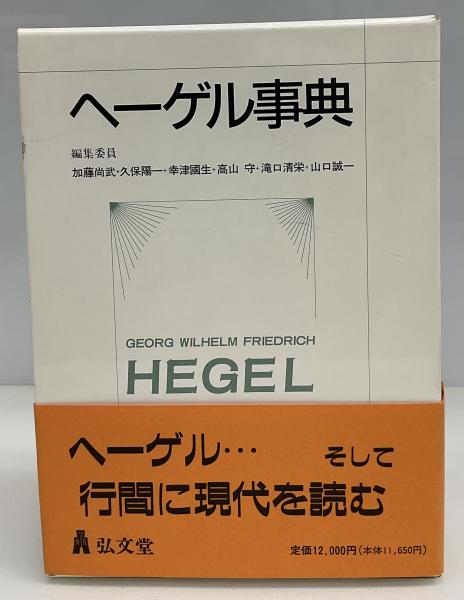 ヘーゲル事典
編集委員
加藤尚武+久保陽一+幸津國生+高山 守+滝口清栄+山口誠一
GEORG WILHELM FRIEDRICH
HEGEL
ヘーゲル… そして
行間に現代を読む
弘文堂 定価12,000円(本体11,650円)